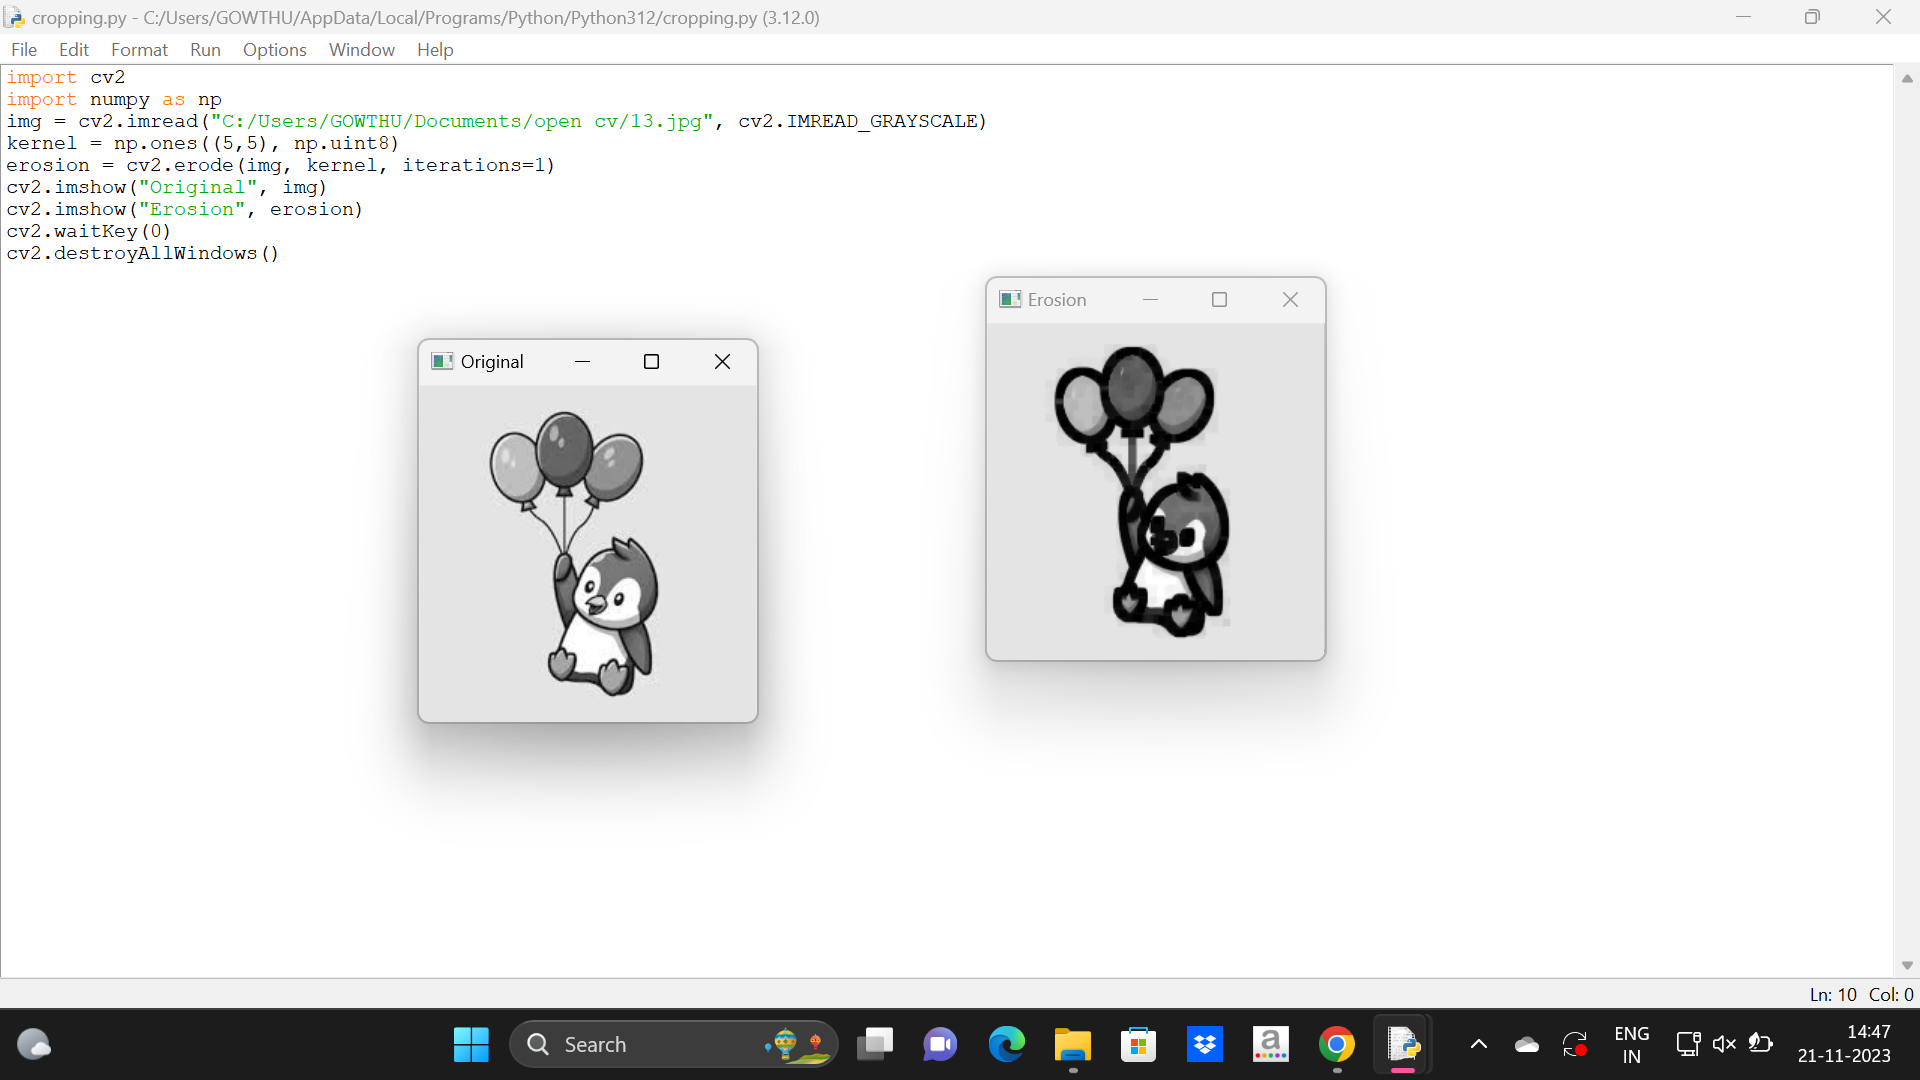 cropping.py - C:/Users/GOWTHU/AppData/Local/Programs/Python/Python312/cropping.py (3.12.0)
File Edit Format Run Options Window Help
import cv2
import numpy as np
img = cv2.imread("C:/Users/GOWTHU/Documents/open cv/13.jpg", cv2.IMREAD_GRAYSCALE)
kernel = np.ones((5,5), np.uint8)
erosion = cv2.erode(img, kernel, iterations=1)
cv2.imshow("Original", img)
cv2.imshow("Erosion", erosion)
cv2.waitKey(0)
cv2.destroyAllWindows()
Erosion
Original
Ln: 10 Col: 0
Search
a
ENG
IN
14:47
21-11-2023